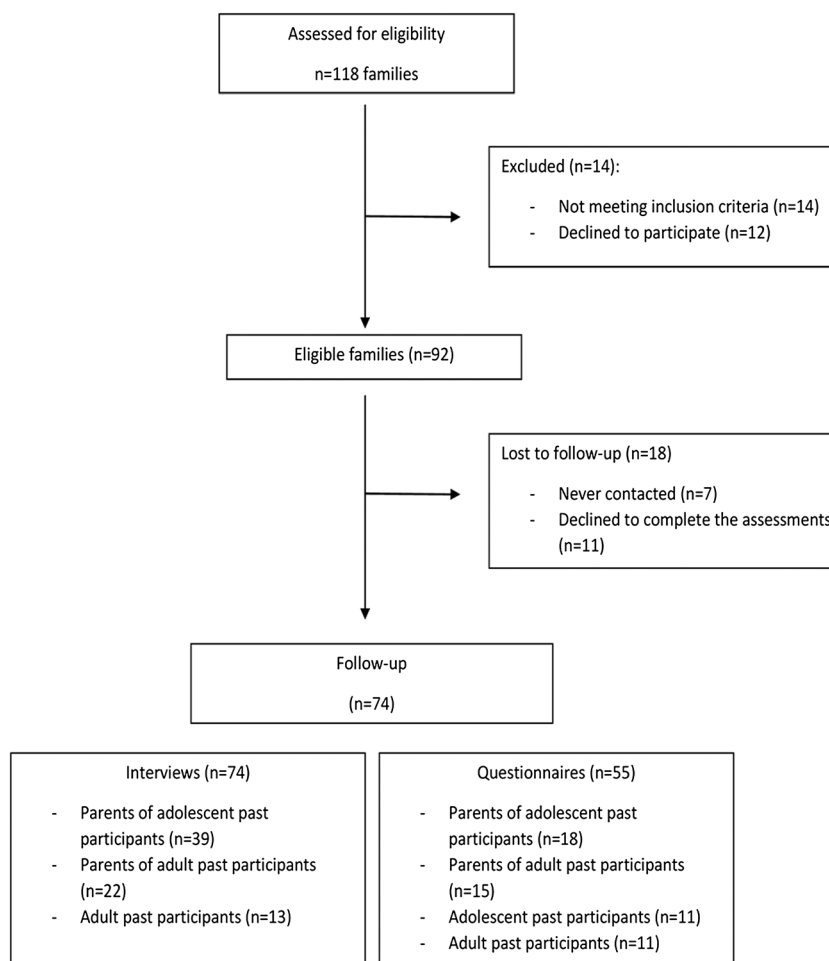 Assessed for eligibility
n=118 families
Excluded (n=14):
- Not meeting inclusion criteria (n=14)
- Declined to participate (n=12)
Eligible families (n=92)
Lost to follow-up (n=18)
- Never contacted (n=7)
- Declined to complete the assessments
(n=11)
Follow-up
(n=74)
Interviews (n=74)
- Parents of adolescent past
participants (n=39)
- Parents of adult past participants
(n=22)
- Adult past participants (n=13)
Questionnaires (n=55)
- Parents of adolescent past
participants (n=18)
- Parents of adult past participants
(n=15)
- Adolescent past participants (n=11)
- Adult past participants (n=11)